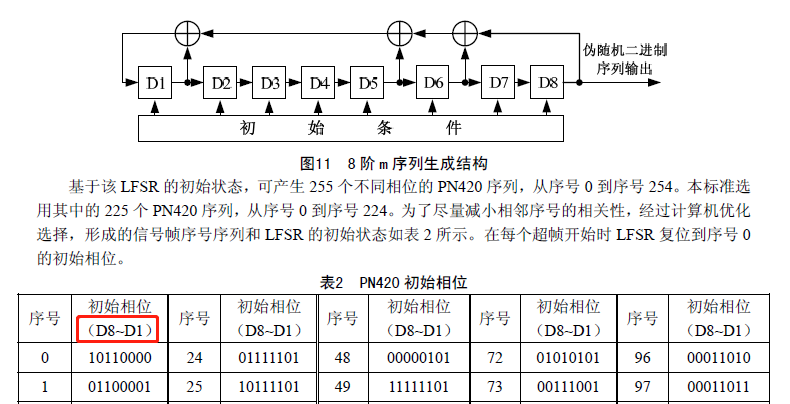 伪随机二进制
序列输出
D1 D2 D3 D4 D5 D6 D7 D8
初 始 条 件
图11 8 阶 m 序列生成结构
基于该 LFSR 的初始状态，可产生 255 个不同相位的 PN420 序列，从序号 0 到序号 254。本标准选
用其中的 225 个 PN420 序列，从序号 0 到序号 224。为了尽量减小相邻序号的相关性，经过计算机优化
选择，形成的信号帧序号序列和 LFSR 的初始状态如表 2 所示。在每个超帧开始时 LFSR 复位到序号 0
的初始相位。
表2 PN420 初始相位
序号 初始相位（D8~D1） 序号 初始相位（D8~D1） 序号 初始相位（D8~D1） 序号 初始相位（D8~D1） 序号 初始相位（D8~D1）
0 10110000 24 01111101 48 00000101 72 01010101 96 00011010
1 01100001 25 10111101 49 11111101 73 00111001 97 00011011